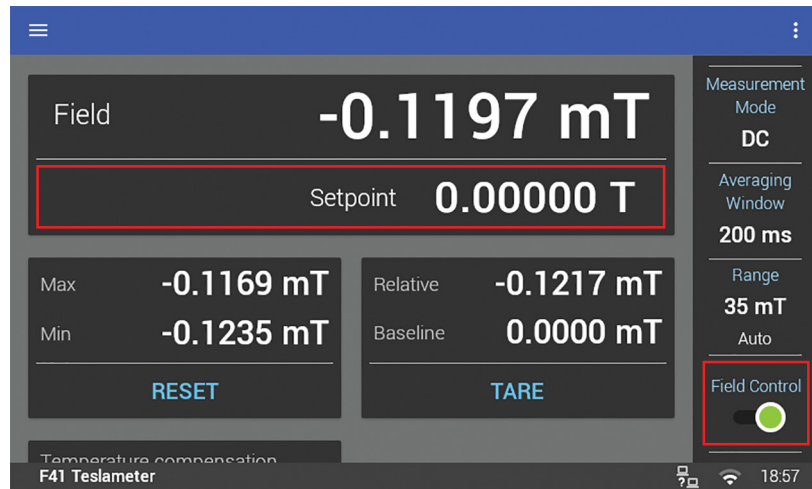 Field -0.1197 mT
Setpoint 0.00000 T
Max -0.1169 mT
Min -0.1235 mT
RESET
Relative -0.1217 mT
Baseline 0.0000 mT
TARE
Temperature compensation
Measurement
Mode
DC
Averaging
Window
200 ms
Range
35 mT
Auto
Field Control
F41 Teslameter
18:57